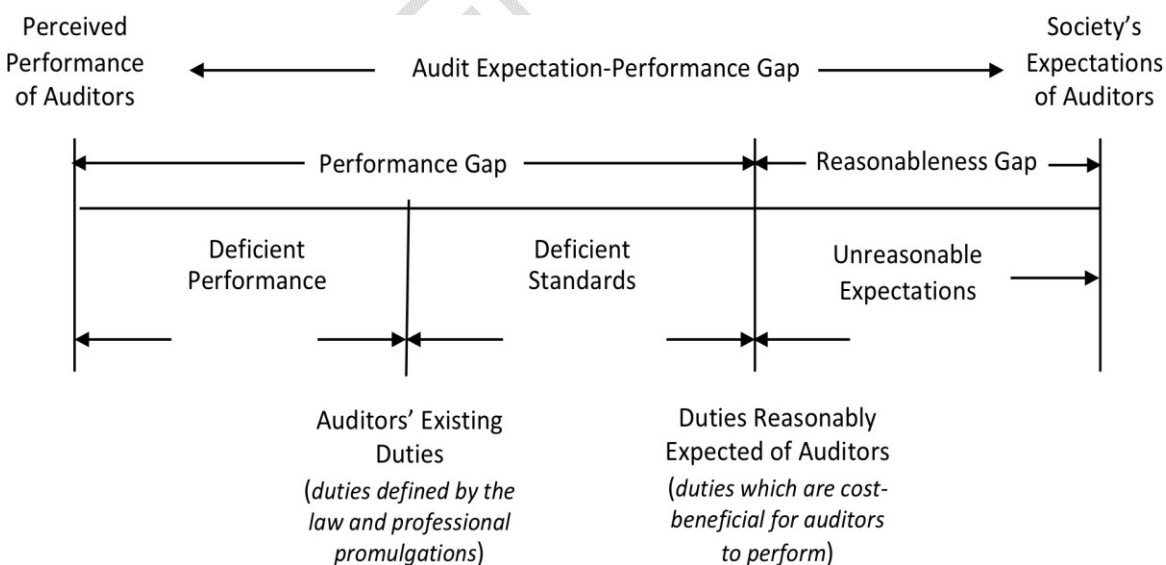 Perceived
Performance
of Auditors
Audit Expectation-Performance Gap
Society’s
Expectations
of Auditors
Performance Gap
Reasonableness Gap
Deficient
Performance
Deficient
Standards
Unreasonable
Expectations
Auditors’ Existing
Duties
(duties defined by the
law and professional
promulgations)
Duties Reasonably
Expected of Auditors
(duties which are cost-
beneficial for auditors
to perform)